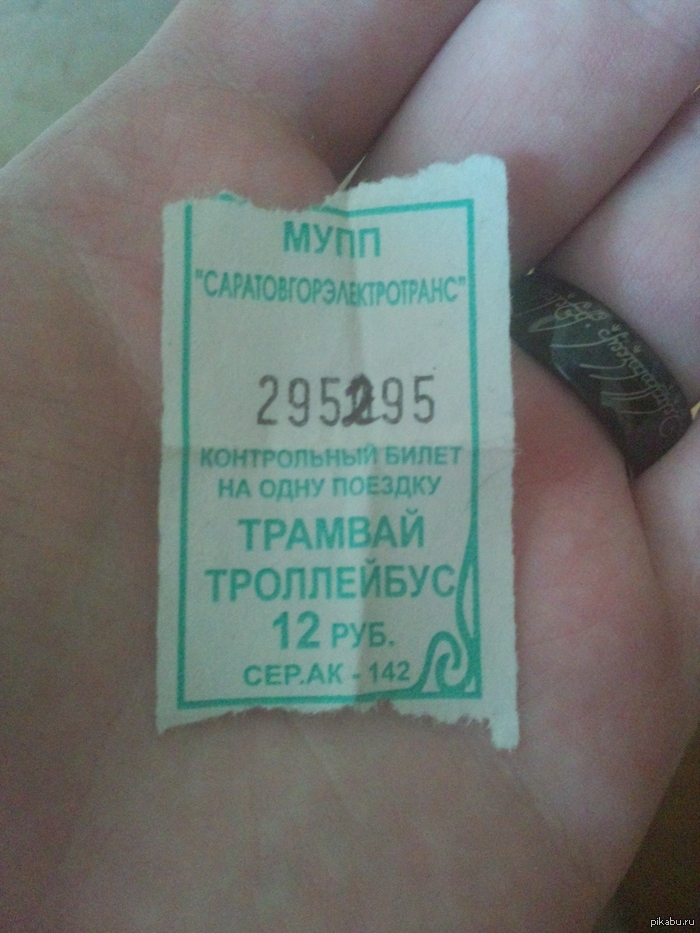 МУПП
"САРАТОВГОРЭЛЕКТРОТРАНС"
295295
КОНТРОЛЬНЫЙ БИЛЕТ
НА ОДНУ ПОЕЗДКУ
ТРАМВАЙ
ТРОЛЛЕЙБУС
12 РУБ.
СЕР.АК - 142
pikabu.ru